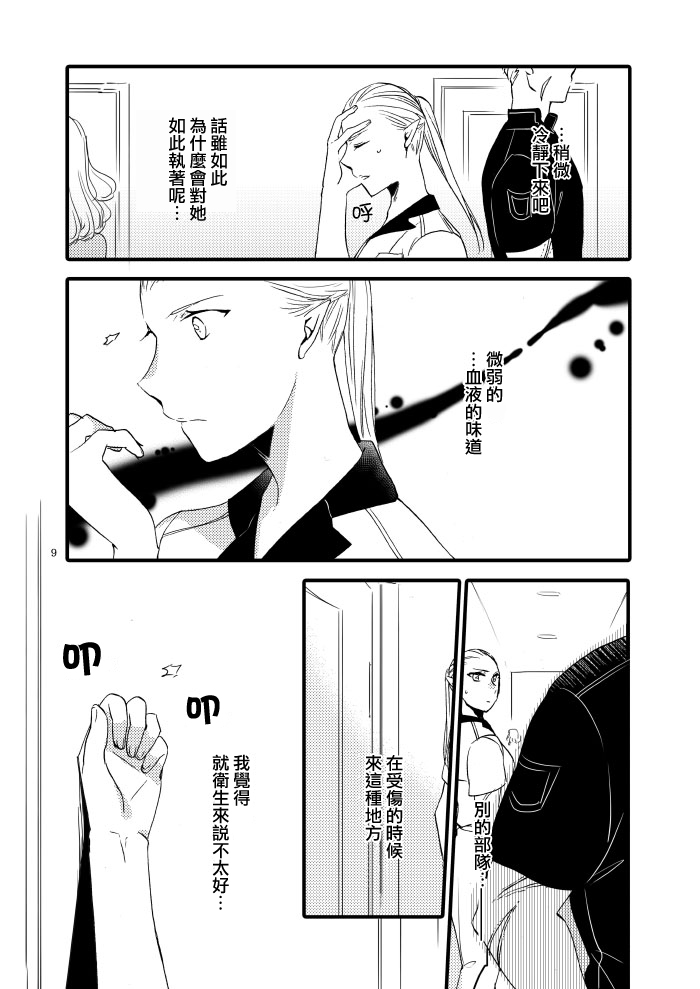 …稍微
冷靜下來吧
呼
話雖如此
為什麼會對她
如此執著呢…
微弱的
…血液的味道
別的部隊…
在受傷的時候
來這種地方
我覺得
就衛生來説不太好…
叩
叩
9